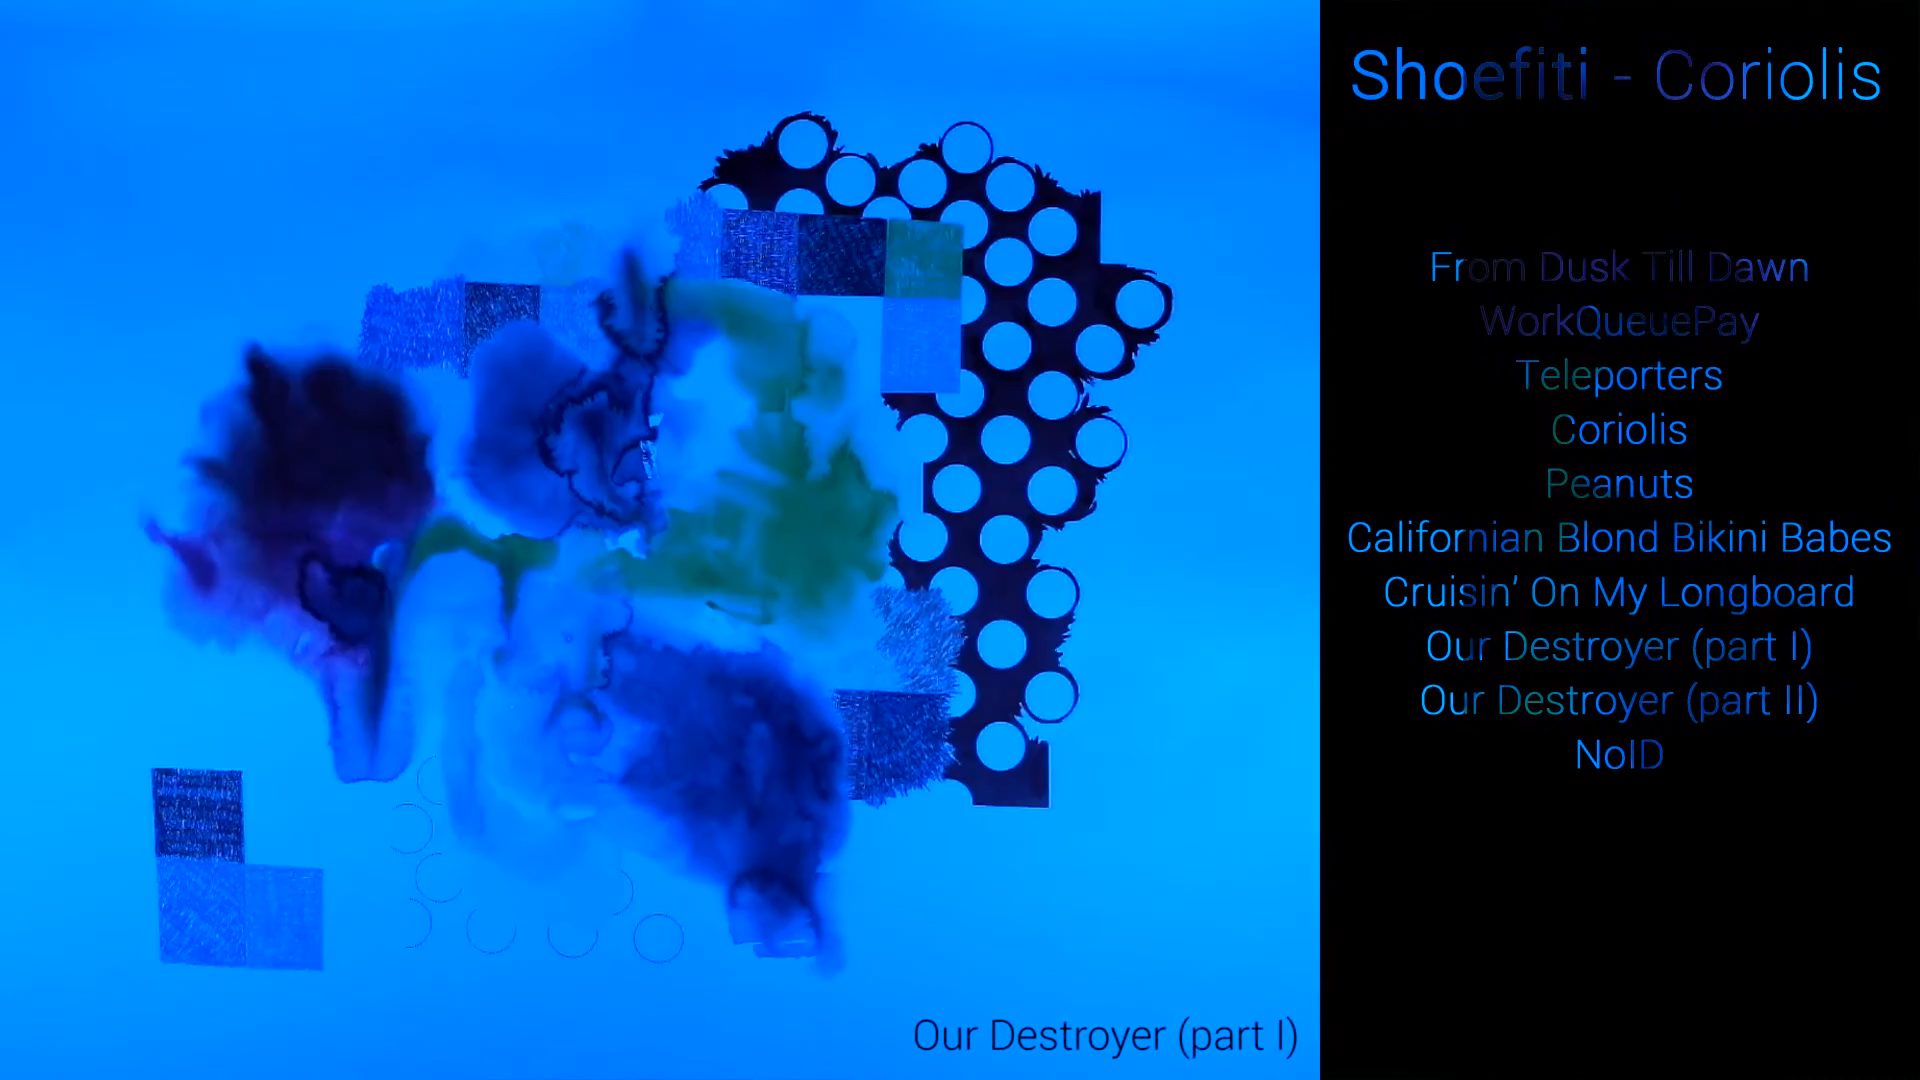 Shoefiti - Coriolis
From Dusk Till Dawn
WorkQueuePay
Teleporters
Coriolis
Peanuts
Californian Blond Bikini Babes
Cruisin' On My Longboard
Our Destroyer (part I)
Our Destroyer (part II)
NoID
Our Destroyer (part I)